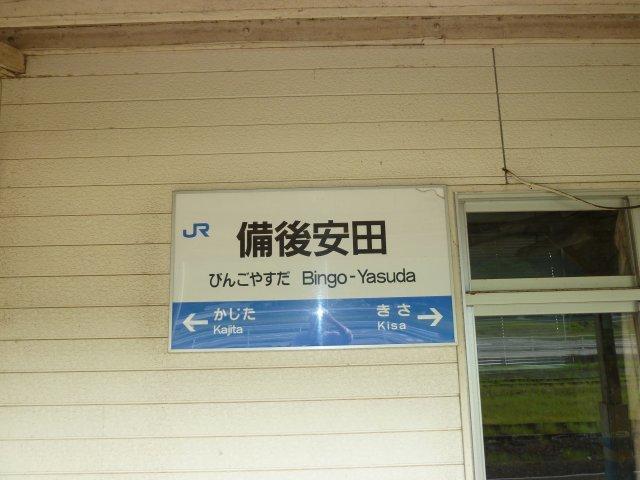 JR 備後安田
びんごやすだ Bingo-Yasuda
← かじた きさ →
Kajita Kisa